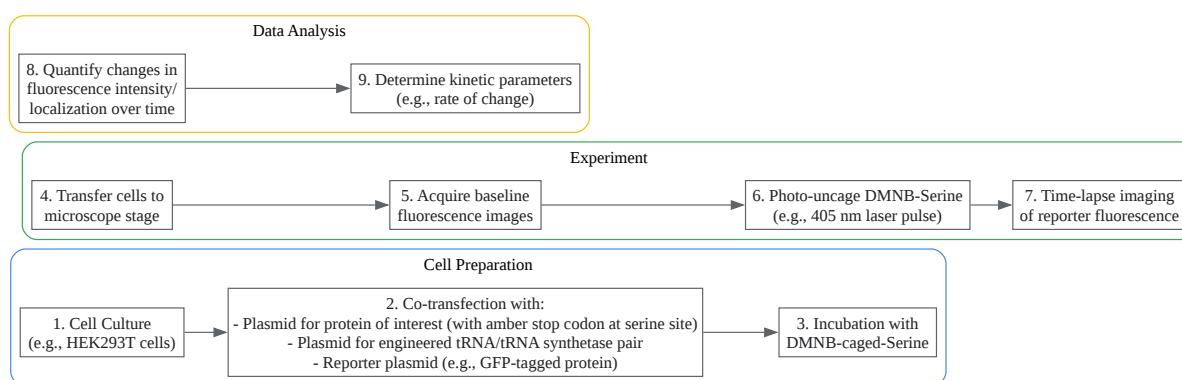 Data Analysis
8. Quantify changes in
fluorescence intensity/
localization over time
9. Determine kinetic parameters
(e.g., rate of change)
Experiment
4. Transfer cells to
microscope stage
5. Acquire baseline
fluorescence images
6. Photo-uncage DMNB-Serine
(e.g., 405 nm laser pulse)
7. Time-lapse imaging
of reporter fluorescence
Cell Preparation
1. Cell Culture
(e.g., HEK293T cells)
2. Co-transfection with:
- Plasmid for protein of interest (with amber stop codon at serine site)
- Plasmid for engineered tRNA/tRNA synthetase pair
- Reporter plasmid (e.g., GFP-tagged protein)
3. Incubation with
DMNB-caged-Serine